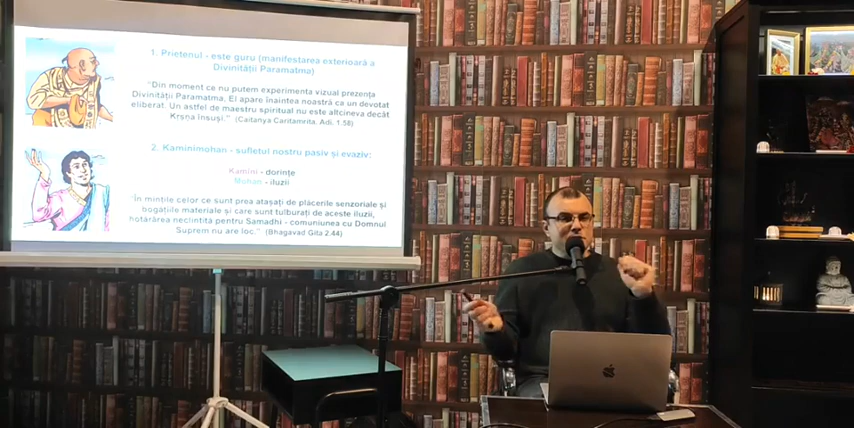 1. Prietenul - este guru (manifestarea exterioară a
Divinității Paramatma)
"Din moment ce nu putem experimenta vizual prezența
Divinității Paramatma, El apare înaintea noastră ca un devotat
eliberat. Un astfel de maestru spiritual nu este altcineva decât
Krșna însuși." (Caitanya Caritamrita, Adi. 1.58)
2. Kaminimohan - sufletul nostru pasiv și evaziv:
Kamini - dorințe
Mohan - iluzii
"În mințile celor ce sunt prea atașați de plăcerile senzoriale și
bogățiile materiale și care sunt tulburați de aceste iluzii,
hotărârea neclintită pentru Samadhi - comuniunea cu Domnul
Suprem nu are loc." (Bhagavad Gita 2.44)